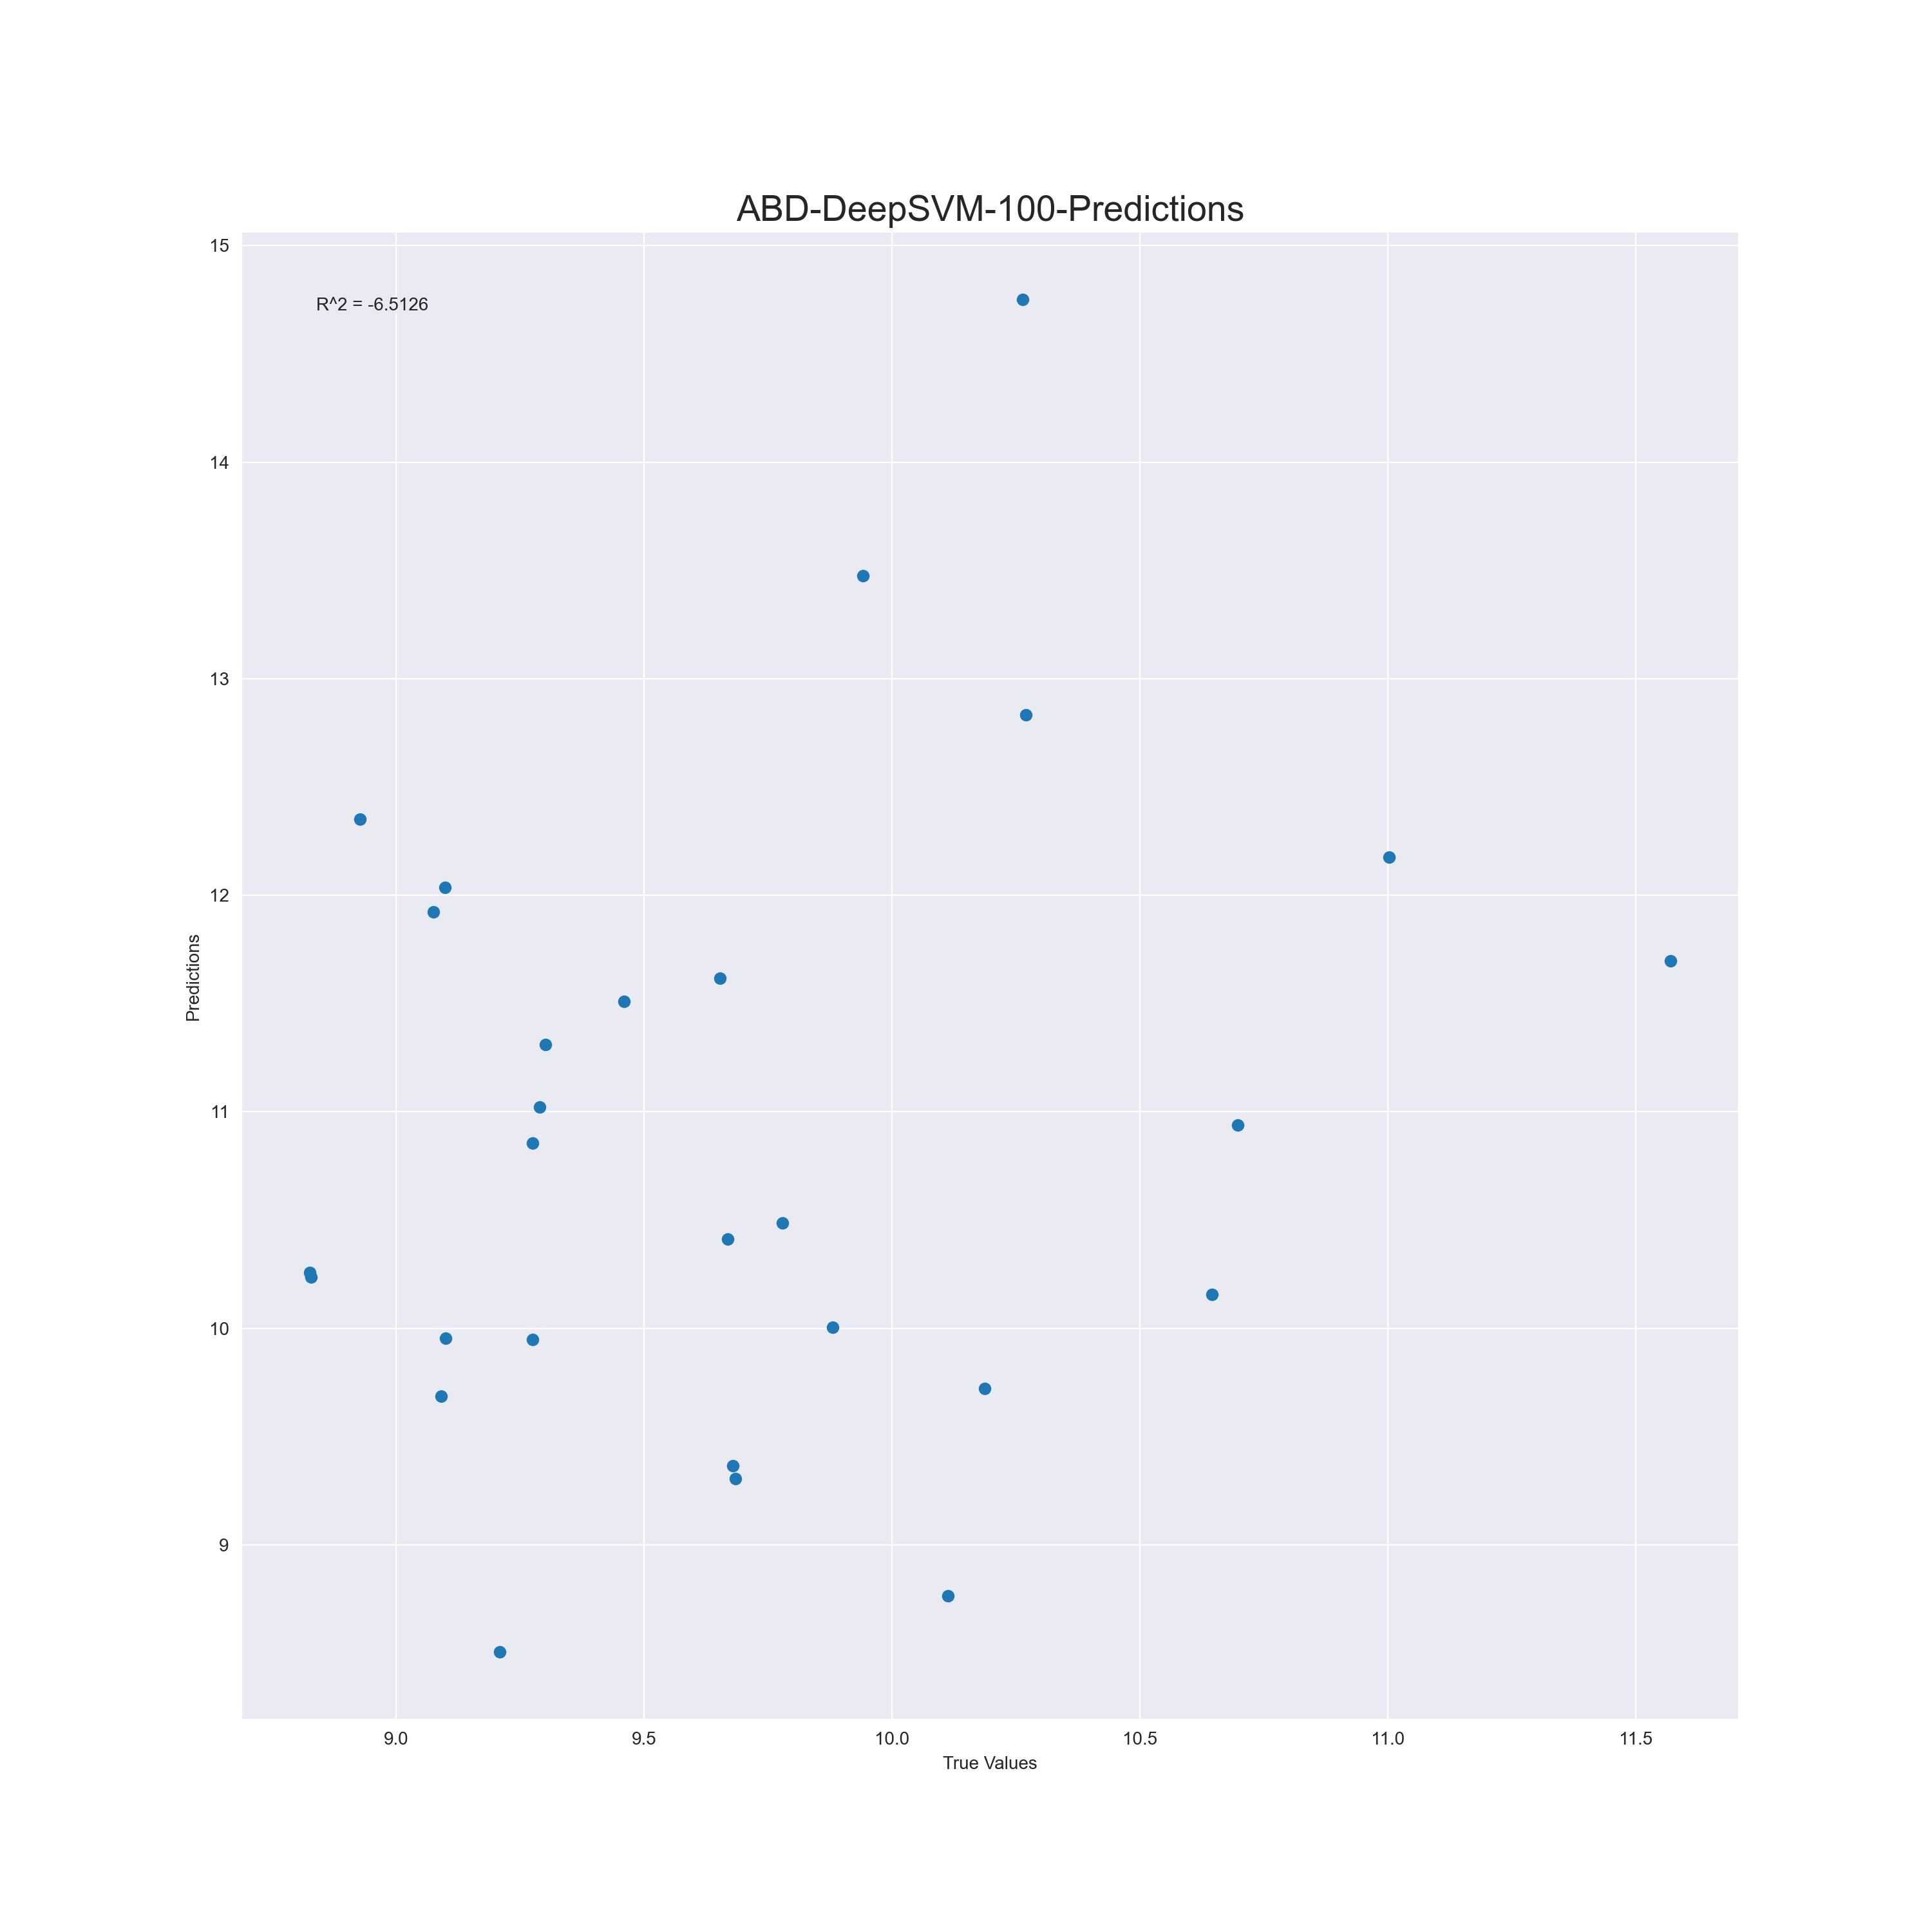 ABD-DeepSVM-100-Predictions
R^2 = -6.5126
15
14
13
12
11
10
9
Predictions
9.0 9.5 10.0 10.5 11.0 11.5
True Values